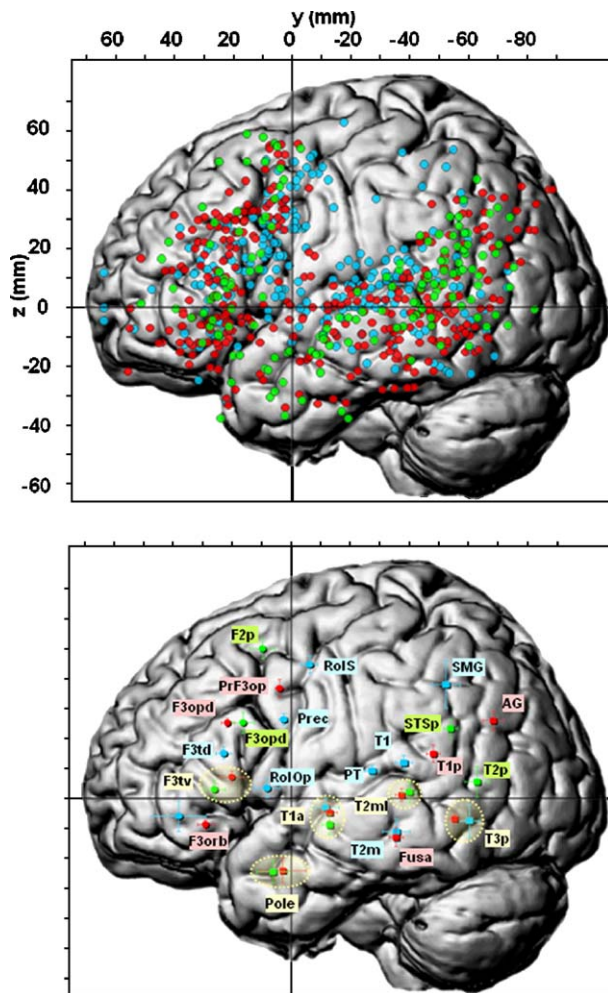 y (mm)
60 40 20 0 -20 -40 -60 -80
60
40
20
0
-20
-40
-60
z (mm)
F2p
RolS
SMG
PrF3op
F3opd
Prec
AG
F3opd
STSp
F3td
T1
T1p
PT
T2p
F3tv
RolOp
T2ml
T1a
F3orb
T2m
T3p
Fusa
Pole